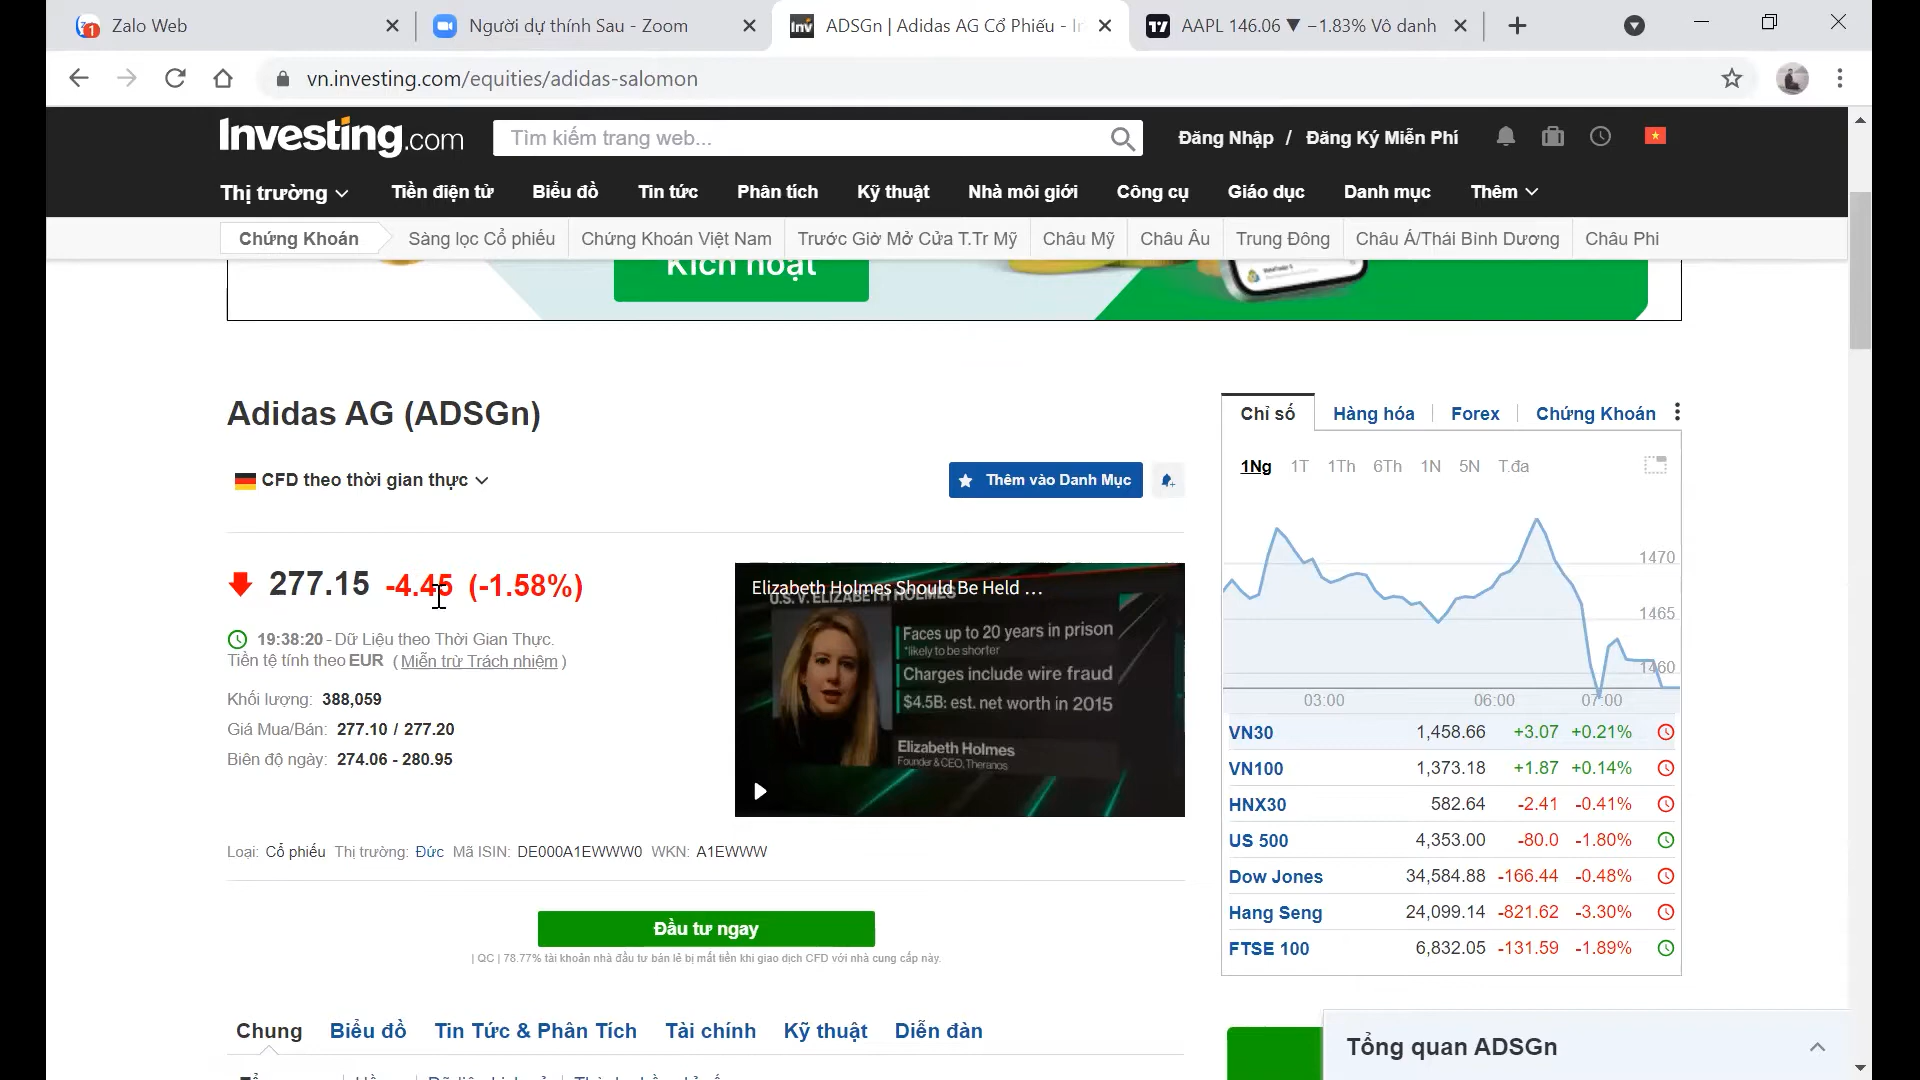 Zalo Web
Người dự thính Sau - Zoom
ADSGn | Adidas AG Cổ Phiếu - In
AAPL 146.06 ▼ −1.83% Vô danh
vn.investing.com/equities/adidas-salomon
Investing.com
Tìm kiếm trang web...
Đăng Nhập / Đăng Ký Miễn Phí
Thị trường Tiền điện tử Biểu đồ Tin tức Phân tích Kỹ thuật Nhà môi giới Công cụ Giáo dục Danh mục Thêm
Chứng Khoán Sàng lọc Cổ phiếu Chứng Khoán Việt Nam Trước Giờ Mở Cửa T.Tr Mỹ Châu Mỹ Châu Âu Trung Đông Châu Á/Thái Bình Dương Châu Phi
Kích hoạt
Adidas AG (ADSGn)
CFD theo thời gian thực
Thêm vào Danh Mục
277.15 -4.45 (-1.58%)
19:38:20 - Dữ Liệu theo Thời Gian Thực.
Tiền tệ tính theo EUR ( Miễn trừ Trách nhiệm )
Khối lượng: 388,059
Giá Mua/Bán: 277.10 / 277.20
Biên độ ngày: 274.06 - 280.95
Elizabeth Holmes Should Be Held ...
U.S. V. ELIZABETH HOLMES
Faces up to 20 years in prison
*likely to be shorter
Charges include wire fraud
$4.5B: est. net worth in 2015
Elizabeth Holmes
Founder & CEO, Theranos
Loại: Cổ phiếu Thị trường: Đức Mã ISIN: DE000A1EWWW0 WKN: A1EWWW
Đầu tư ngay
| QC | 78.77% tài khoản nhà đầu tư bán lẻ bị mất tiền khi giao dịch CFD với nhà cung cấp này.
Chung Biểu đồ Tin Tức & Phân Tích Tài chính Kỹ thuật Diễn đàn
Chỉ số Hàng hóa Forex Chứng Khoán
1Ng 1T 1Th 6Th 1N 5N T.đa
1470
1465
1460
03:00 06:00 07:00
VN30 1,458.66 +3.07 +0.21%
VN100 1,373.18 +1.87 +0.14%
HNX30 582.64 -2.41 -0.41%
US 500 4,353.00 -80.0 -1.80%
Dow Jones 34,584.88 -166.44 -0.48%
Hang Seng 24,099.14 -821.62 -3.30%
FTSE 100 6,832.05 -131.59 -1.89%
Tổng quan ADSGn